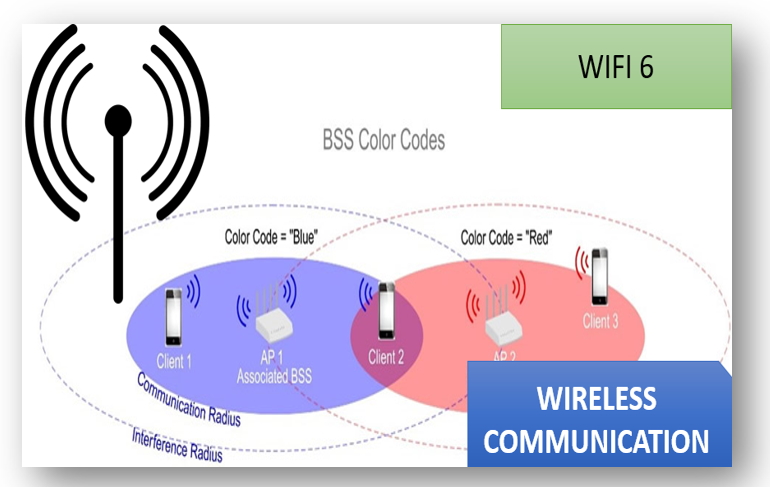 WIFI 6
BSS Color Codes
Color Code = "Blue"
Color Code = "Red"
Client 1
AP 1
Associated BSS
Client 2
AP 2
Client 3
Communication Radius
Interference Radius
WIRELESS
COMMUNICATION